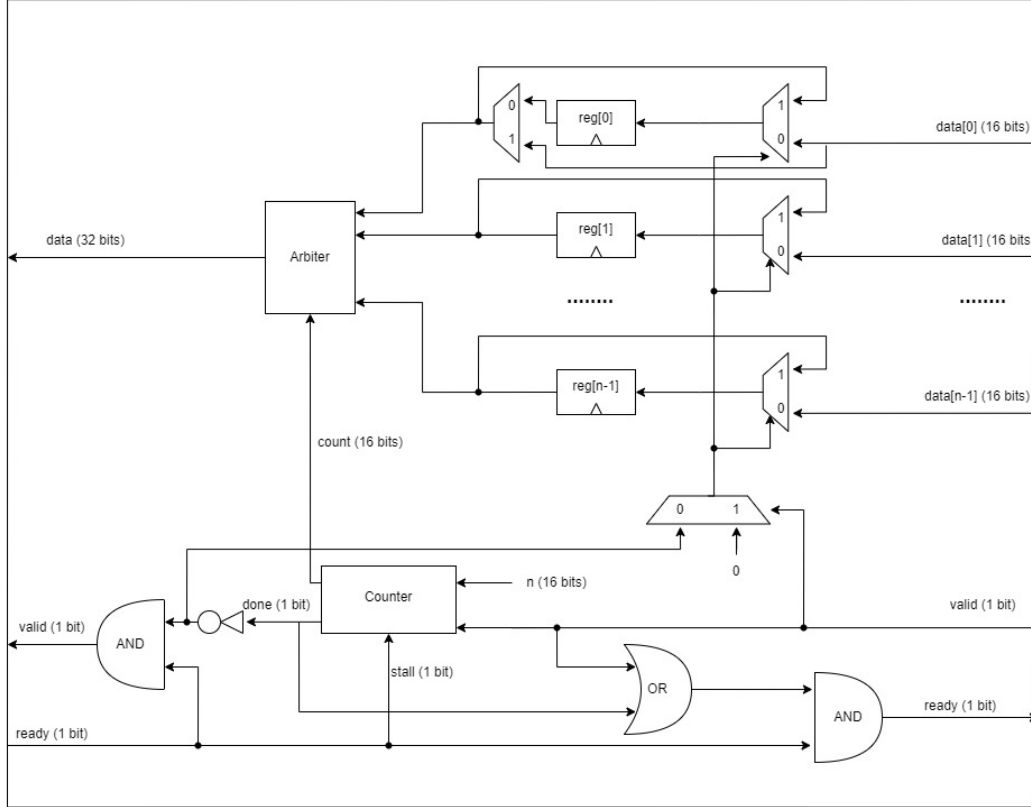 0
reg[0]
1
1
0
data[0] (16 bits)
data (32 bits)
Arbiter
reg[1]
1
0
data[1] (16 bits)
........
........
reg[n-1]
1
0
data[n-1] (16 bits)
count (16 bits)
0
1
0
n (16 bits)
Counter
done (1 bit)
valid (1 bit)
valid (1 bit)
AND
stall (1 bit)
OR
ready (1 bit)
AND
ready (1 bit)